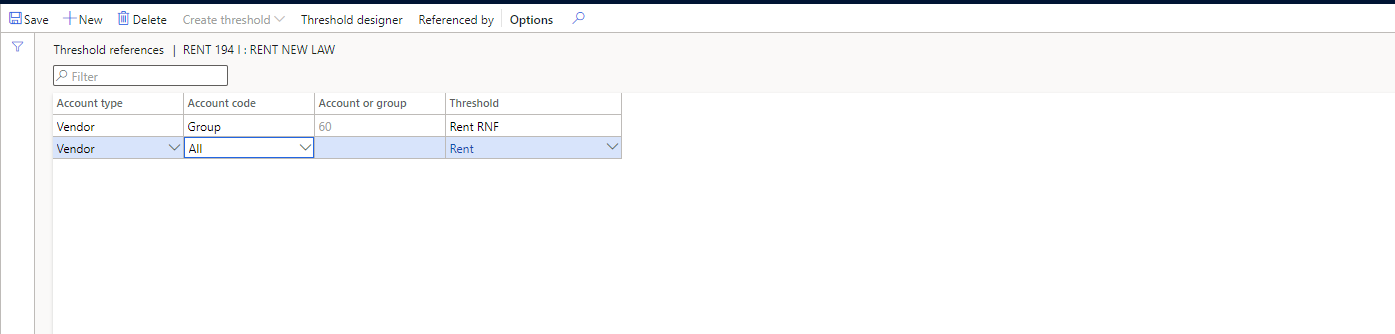 Save New Delete Create threshold Threshold designer Referenced by Options
Threshold references | RENT 194 I : RENT NEW LAW
Filter
Account type Account code Account or group Threshold
Vendor Group 60 Rent RNF
Vendor All Rent